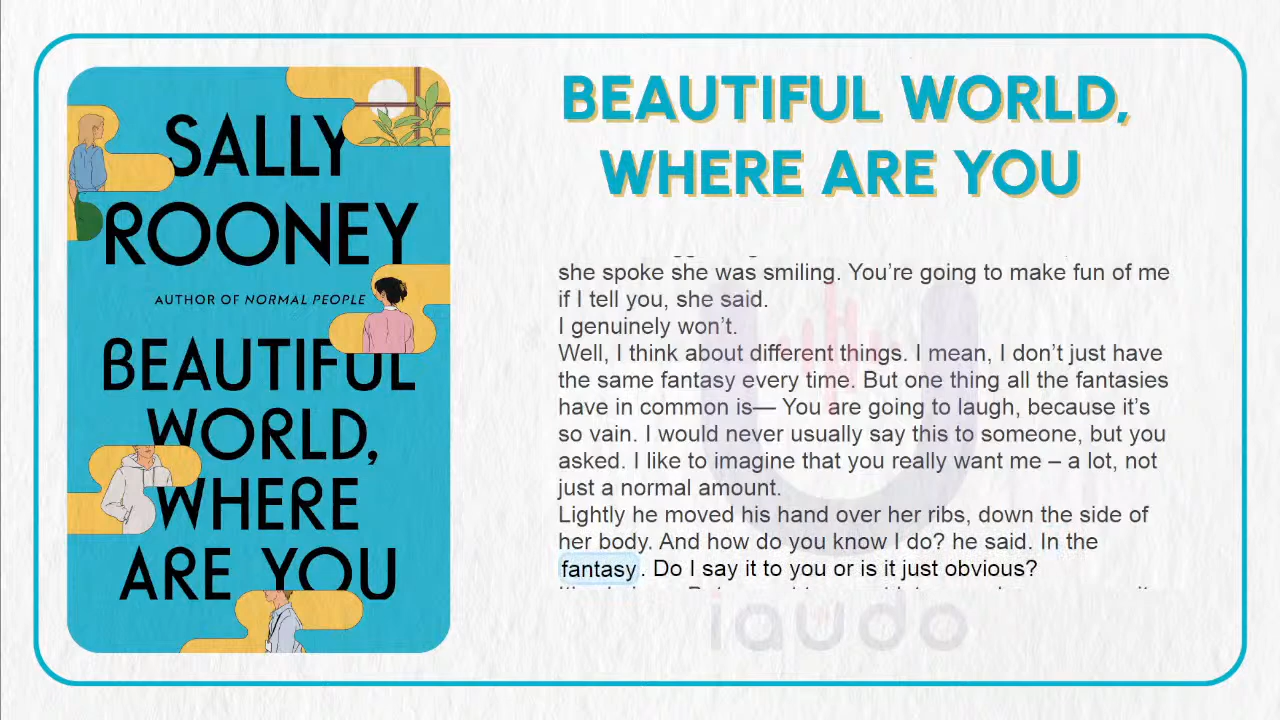 SALLY
ROONEY
AUTHOR OF NORMAL PEOPLE
BEAUTIFUL
WORLD,
WHERE
ARE YOU
BEAUTIFUL WORLD,
WHERE ARE YOU
she spoke she was smiling. You’re going to make fun of me
if I tell you, she said.
I genuinely won’t.
Well, I think about different things. I mean, I don’t just have
the same fantasy every time. But one thing all the fantasies
have in common is— You are going to laugh, because it’s
so vain. I would never usually say this to someone, but you
asked. I like to imagine that you really want me – a lot, not
just a normal amount.
Lightly he moved his hand over her ribs, down the side of
her body. And how do you know I do? he said. In the
fantasy. Do I say it to you or is it just obvious?
iaudo